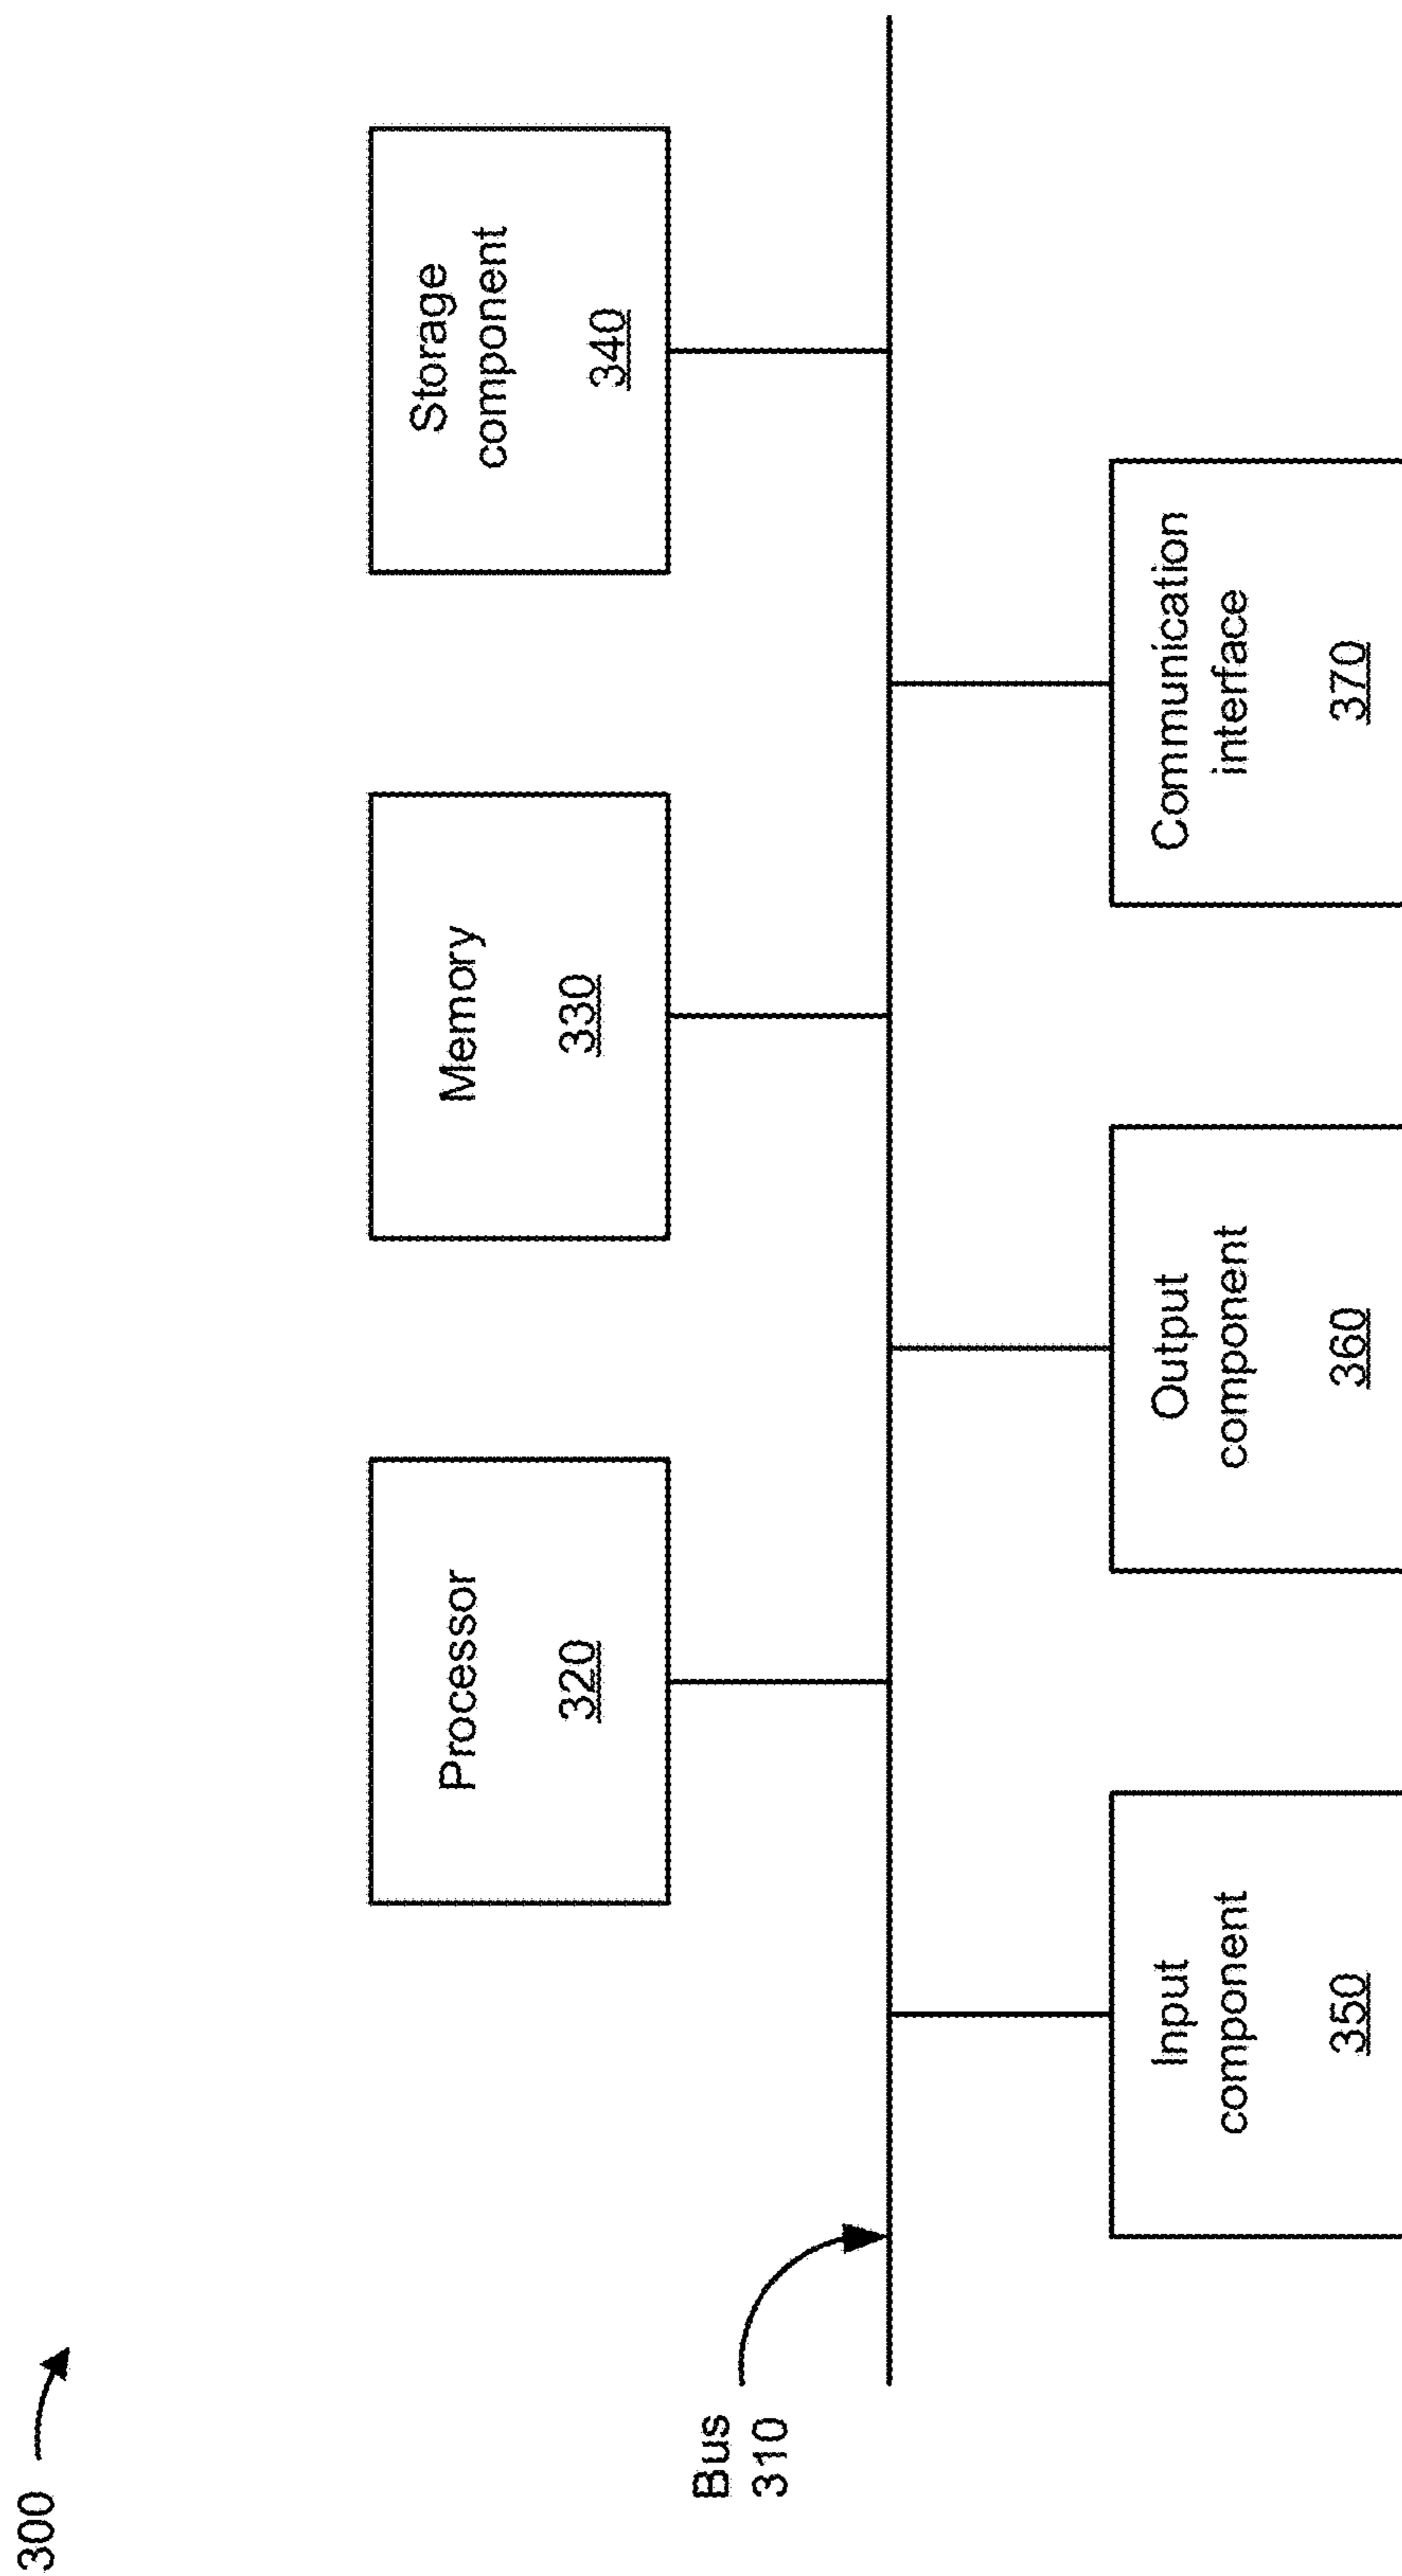 300
Processor
320
Memory
330
Storage
component
340
Bus
310
Input
component
350
Output
component
360
Communication
interface
370